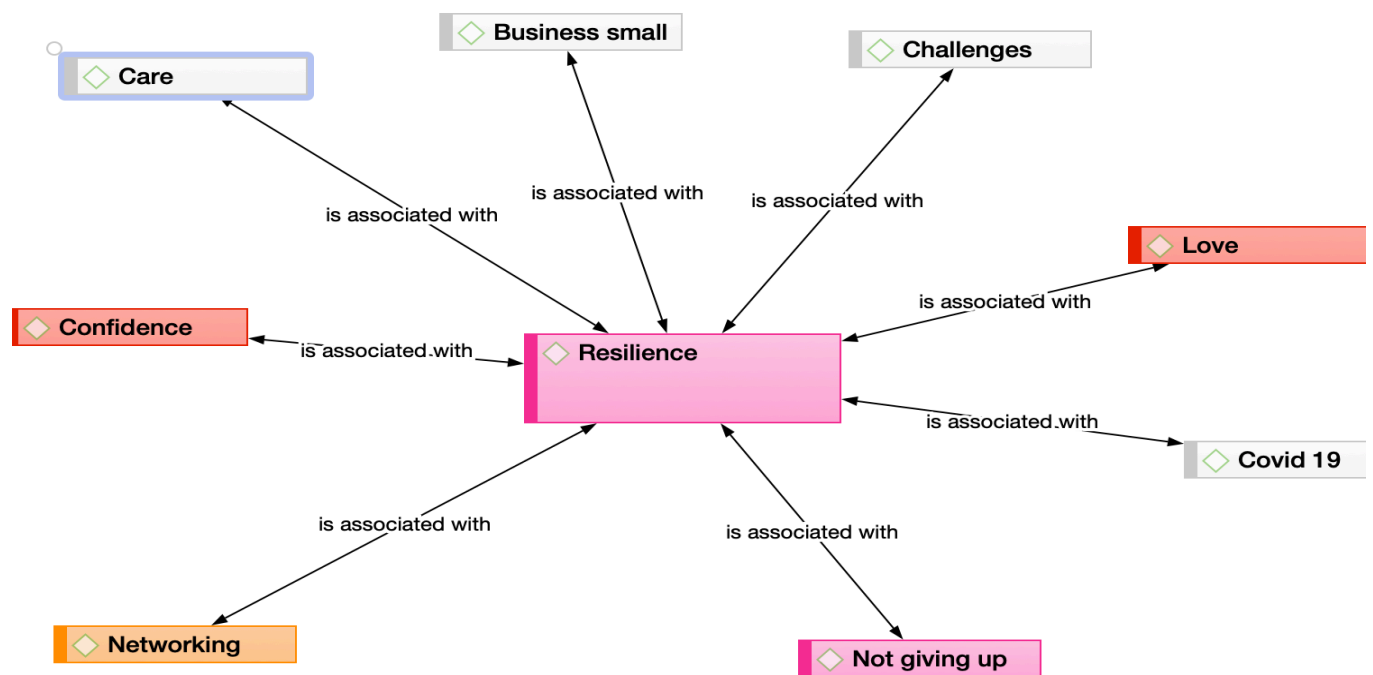 Business small
Challenges
Care
is associated with
is associated with
is associated with
Love
is associated with
Confidence
is associated with
Resilience
is associated with
Covid 19
is associated with
is associated with
Networking
Not giving up